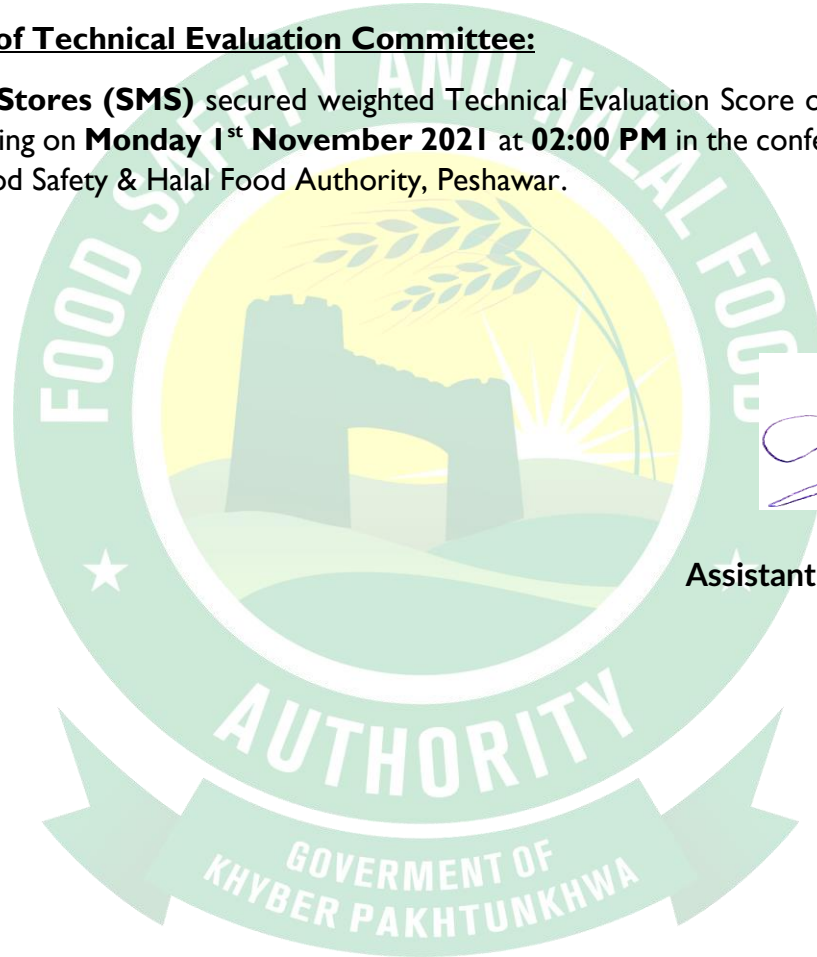 of Technical Evaluation Committee:
Stores (SMS) secured weighted Technical Evaluation Score o
ing on Monday 1st November 2021 at 02:00 PM in the confe
od Safety & Halal Food Authority, Peshawar.
FOOD SAFETY AND HALAL FOOD
Assistant
AUTHORITY
GOVERMENT OF
KHYBER PAKHTUNKHWA